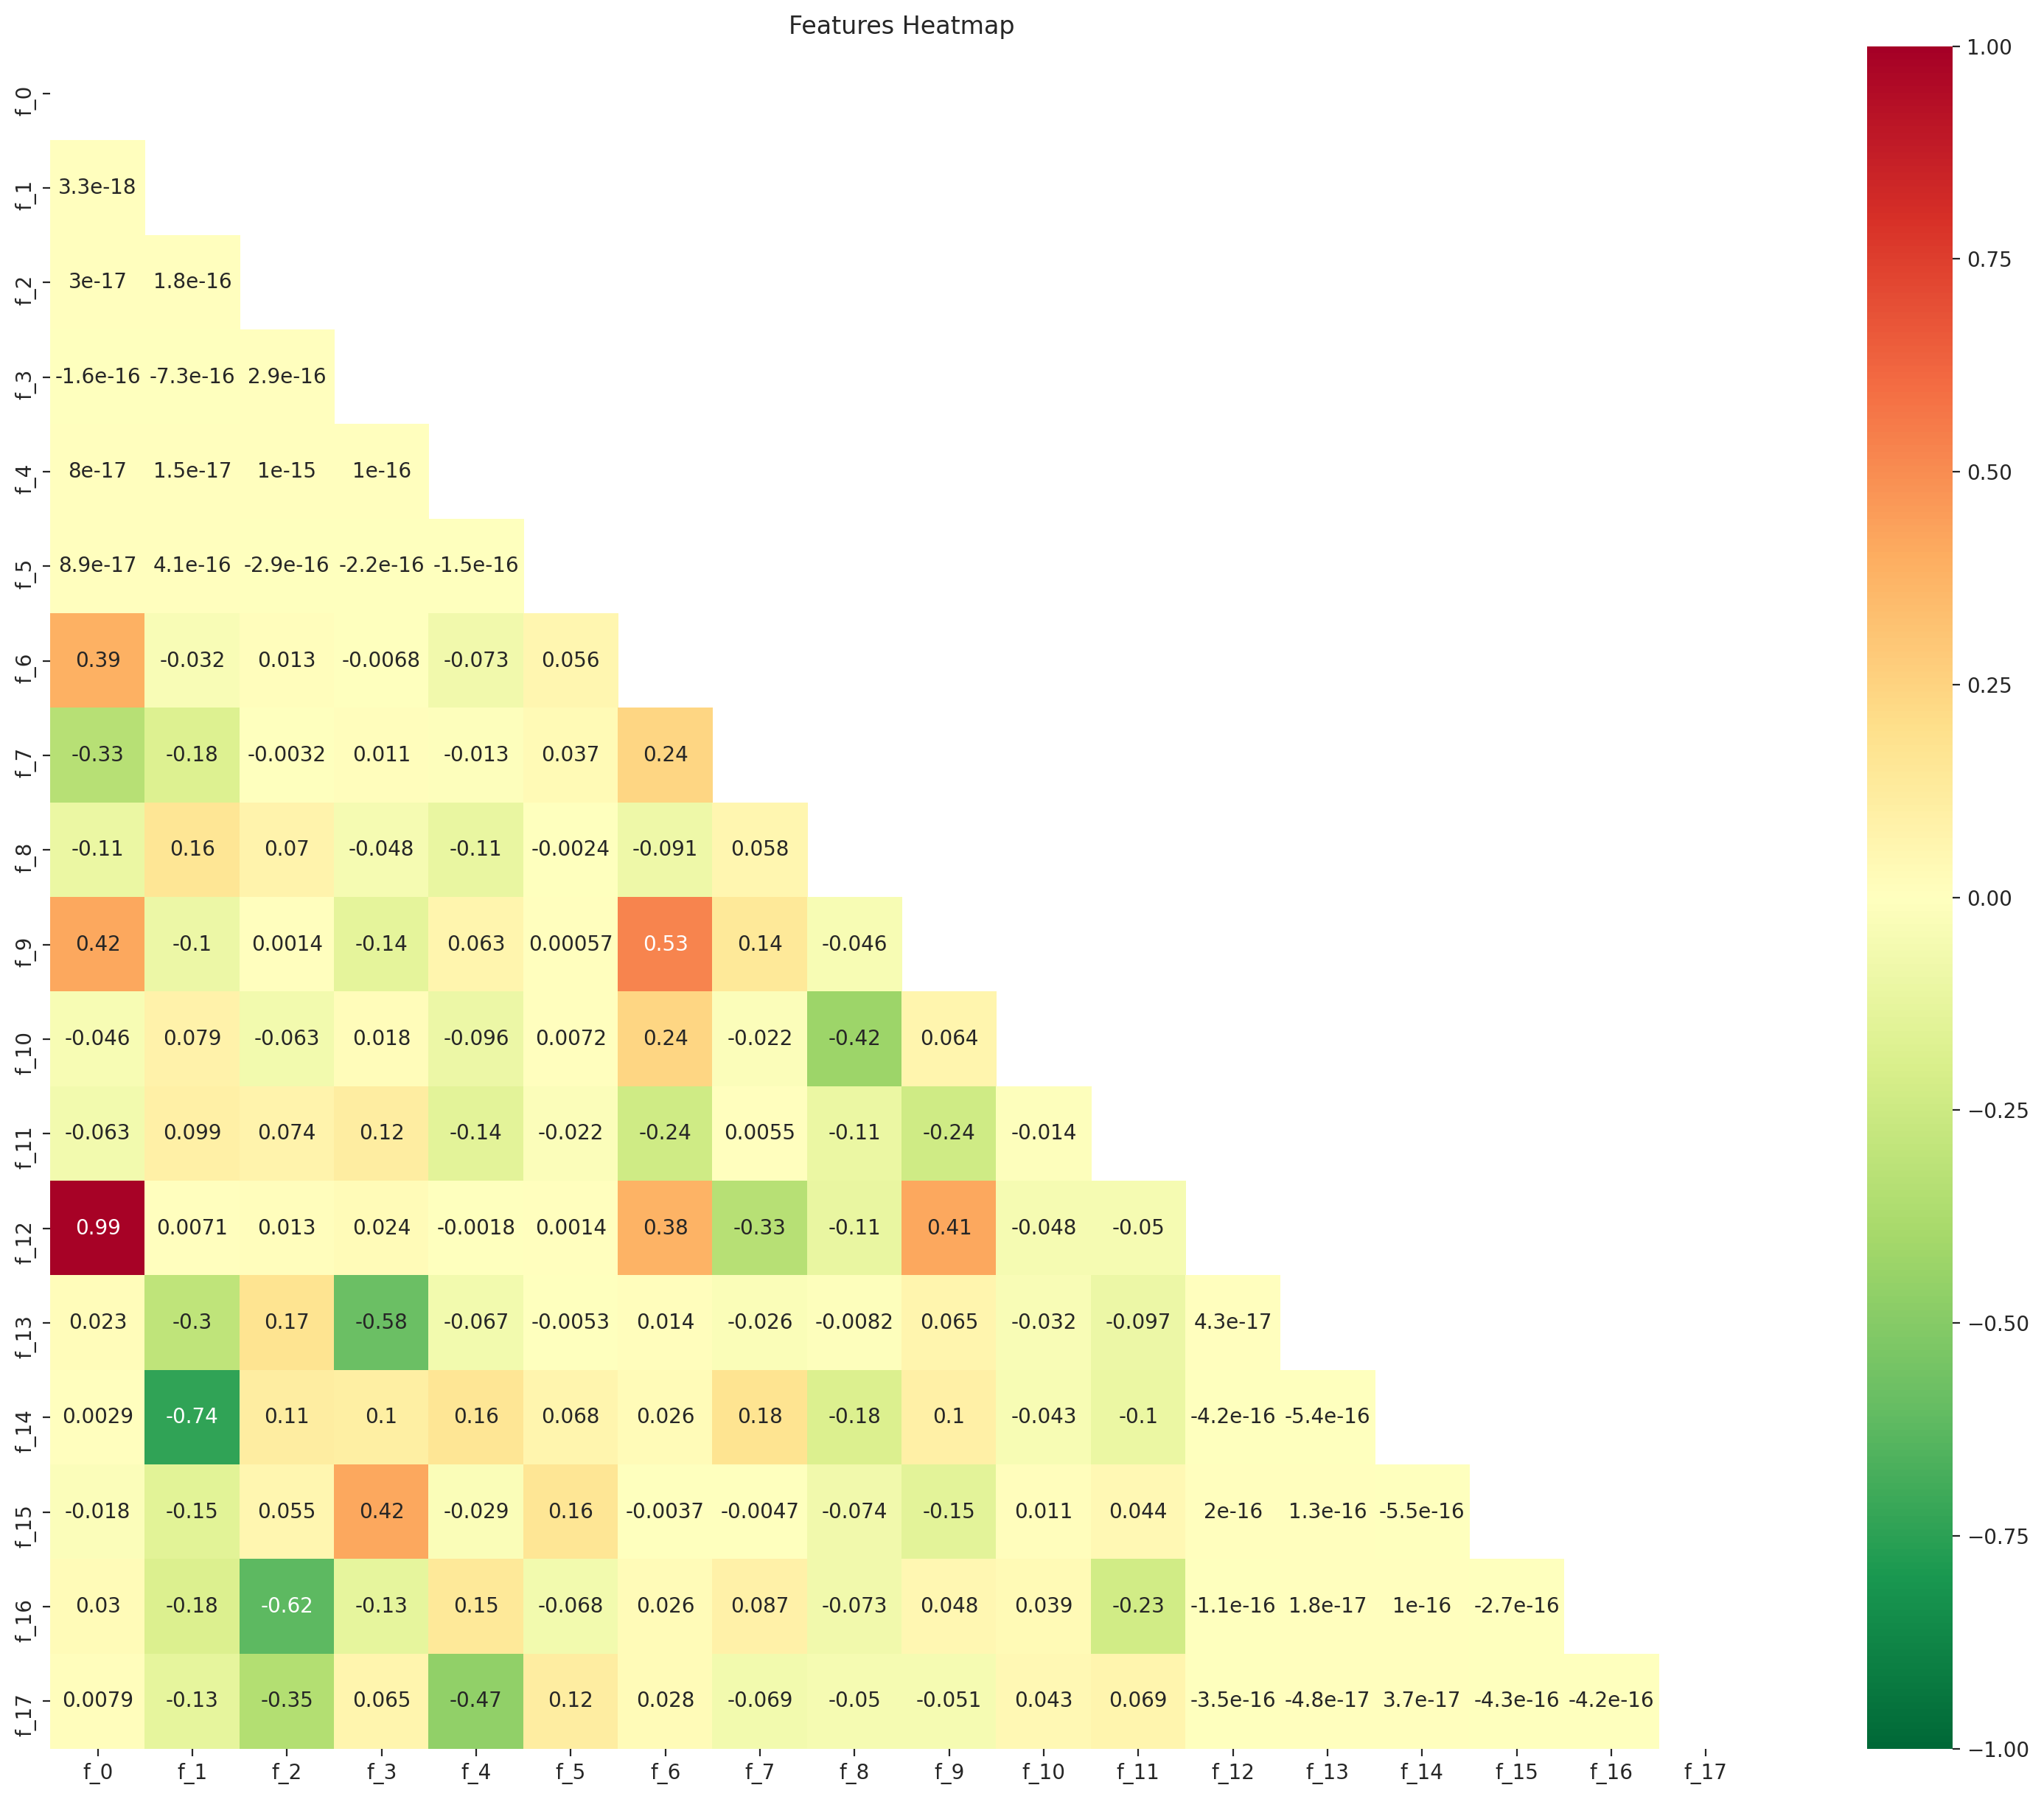 Features Heatmap
f_0
f_1 3.3e-18
f_2 3e-17 1.8e-16
f_3 -1.6e-16 -7.3e-16 2.9e-16
f_4 8e-17 1.5e-17 1e-15 1e-16
f_5 8.9e-17 4.1e-16 -2.9e-16 -2.2e-16 -1.5e-16
f_6 0.39 -0.032 0.013 -0.0068 -0.073 0.056
f_7 -0.33 -0.18 -0.0032 0.011 -0.013 0.037 0.24
f_8 -0.11 0.16 0.07 -0.048 -0.11 -0.0024 -0.091 0.058
f_9 0.42 -0.1 0.0014 -0.14 0.063 0.00057 0.53 0.14 -0.046
f_10 -0.046 0.079 -0.063 0.018 -0.096 0.0072 0.24 -0.022 -0.42 0.064
f_11 -0.063 0.099 0.074 0.12 -0.14 -0.022 -0.24 0.0055 -0.11 -0.24 -0.014
f_12 0.99 0.0071 0.013 0.024 -0.0018 0.0014 0.38 -0.33 -0.11 0.41 -0.048 -0.05
f_13 0.023 -0.3 0.17 -0.58 -0.067 -0.0053 0.014 -0.026 -0.0082 0.065 -0.032 -0.097 4.3e-17
f_14 0.0029 -0.74 0.11 0.1 0.16 0.068 0.026 0.18 -0.18 0.1 -0.043 -0.1 -4.2e-16 -5.4e-16
f_15 -0.018 -0.15 0.055 0.42 -0.029 0.16 -0.0037 -0.0047 -0.074 -0.15 0.011 0.044 2e-16 1.3e-16 -5.5e-16
f_16 0.03 -0.18 -0.62 -0.13 0.15 -0.068 0.026 0.087 -0.073 0.048 0.039 -0.23 -1.1e-16 1.8e-17 1e-16 -2.7e-16
f_17 0.0079 -0.13 -0.35 0.065 -0.47 0.12 0.028 -0.069 -0.05 -0.051 0.043 0.069 -3.5e-16 -4.8e-17 3.7e-17 -4.3e-16 -4.2e-16
f_0 f_1 f_2 f_3 f_4 f_5 f_6 f_7 f_8 f_9 f_10 f_11 f_12 f_13 f_14 f_15 f_16 f_17
1.00
0.75
0.50
0.25
0.00
−0.25
−0.50
−0.75
−1.00